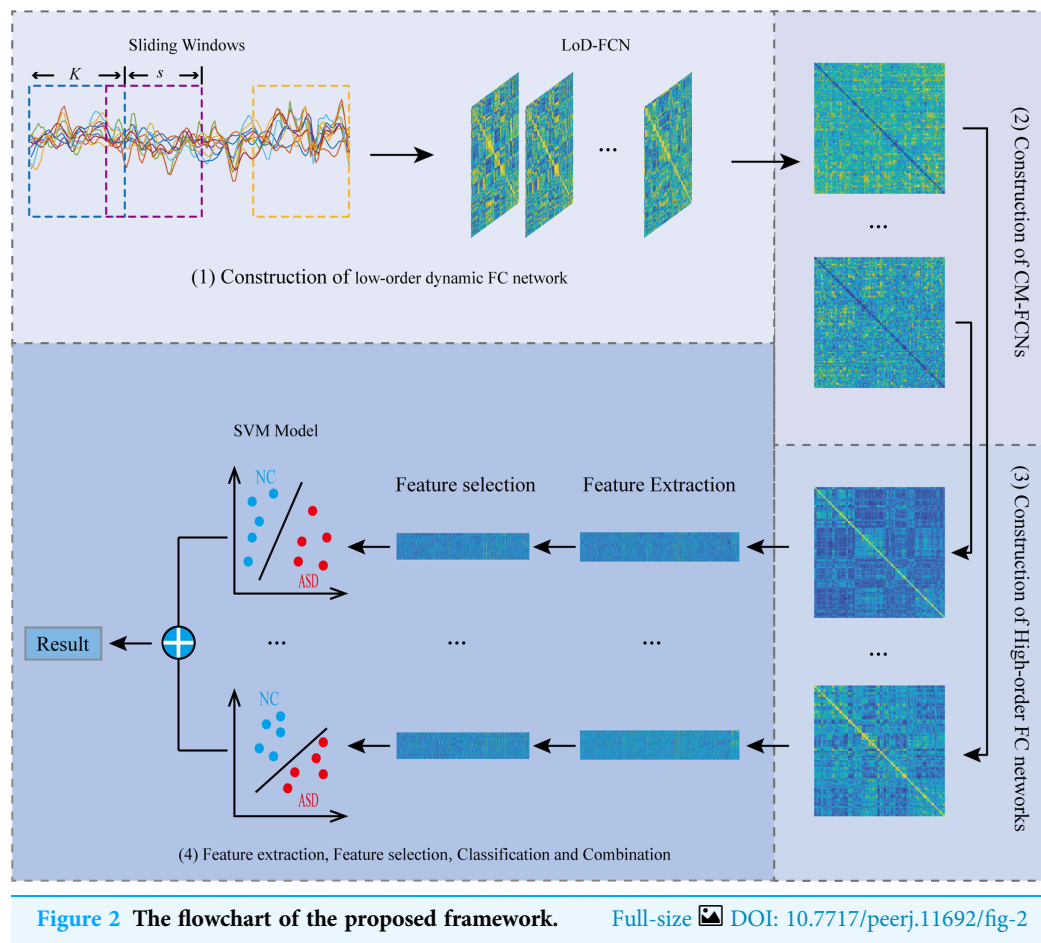 Sliding Windows
K
s
LoD-FCN
...
(1) Construction of low-order dynamic FC network
...
(2) Construction of CM-FCNs
(3) Construction of High-order FC networks
...
SVM Model
NC
ASD
Feature selection
Feature Extraction
Result
...
...
...
NC
ASD
(4) Feature extraction, Feature selection, Classification and Combination
Figure 2 The flowchart of the proposed framework. Full-size DOI: 10.7717/peerj.11692/fig-2